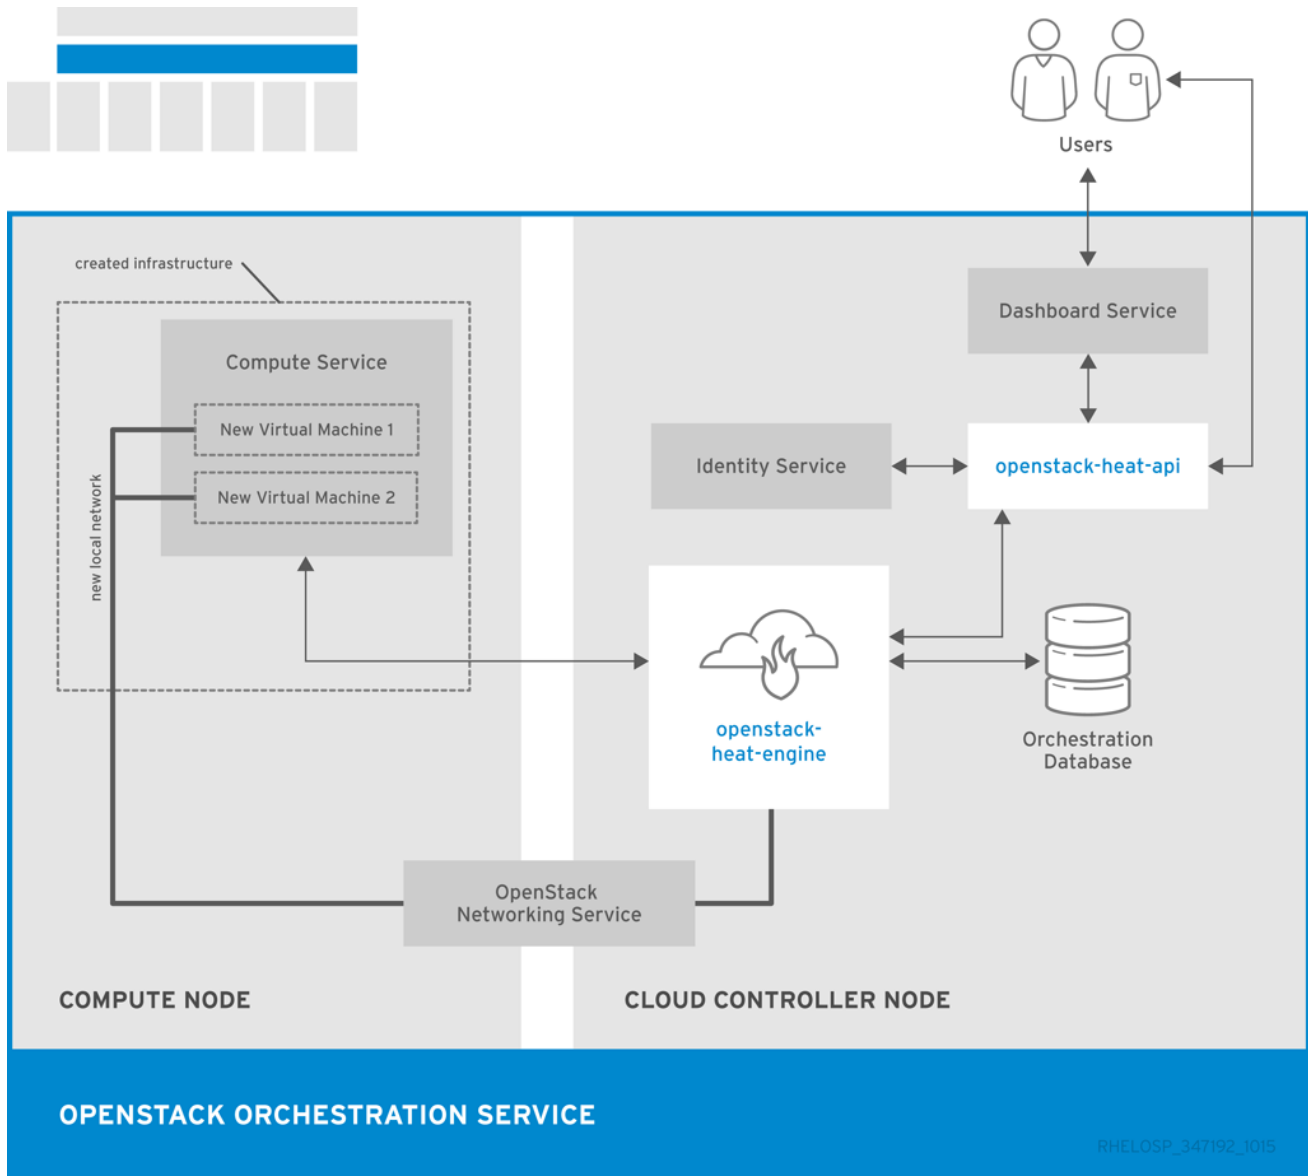 Users
created infrastructure
Dashboard Service
Compute Service
New Virtual Machine 1
New Virtual Machine 2
new local network
Identity Service
openstack-heat-api
openstack-
heat-engine
Orchestration
Database
OpenStack
Networking Service
COMPUTE NODE
CLOUD CONTROLLER NODE
OPENSTACK ORCHESTRATION SERVICE
RHELOSP_347192_1015